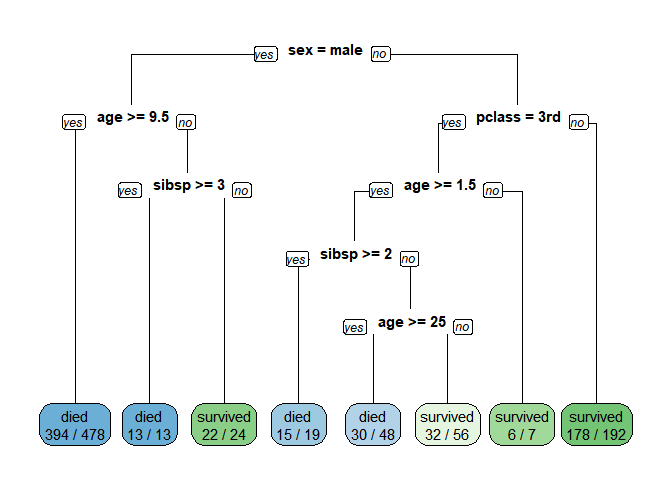 yes sex = male no
yes age >= 9.5 no yes pclass = 3rd no
yes sibsp >= 3 no yes age >= 1.5 no
yes sibsp >= 2 no
yes age >= 25 no
died died survived died died survived survived survived
394 / 478 13 / 13 22 / 24 15 / 19 30 / 48 32 / 56 6 / 7 178 / 192